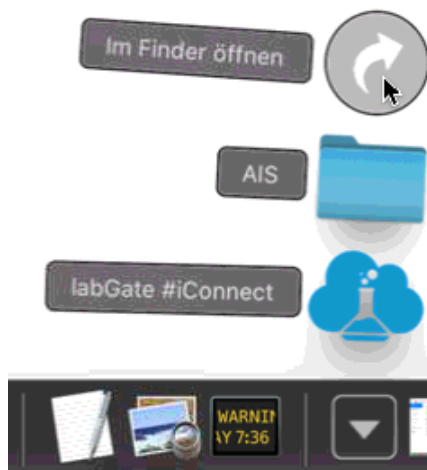 Im Finder öffnen
AIS
labGate #iConnect
WARNIN
AY 7:36